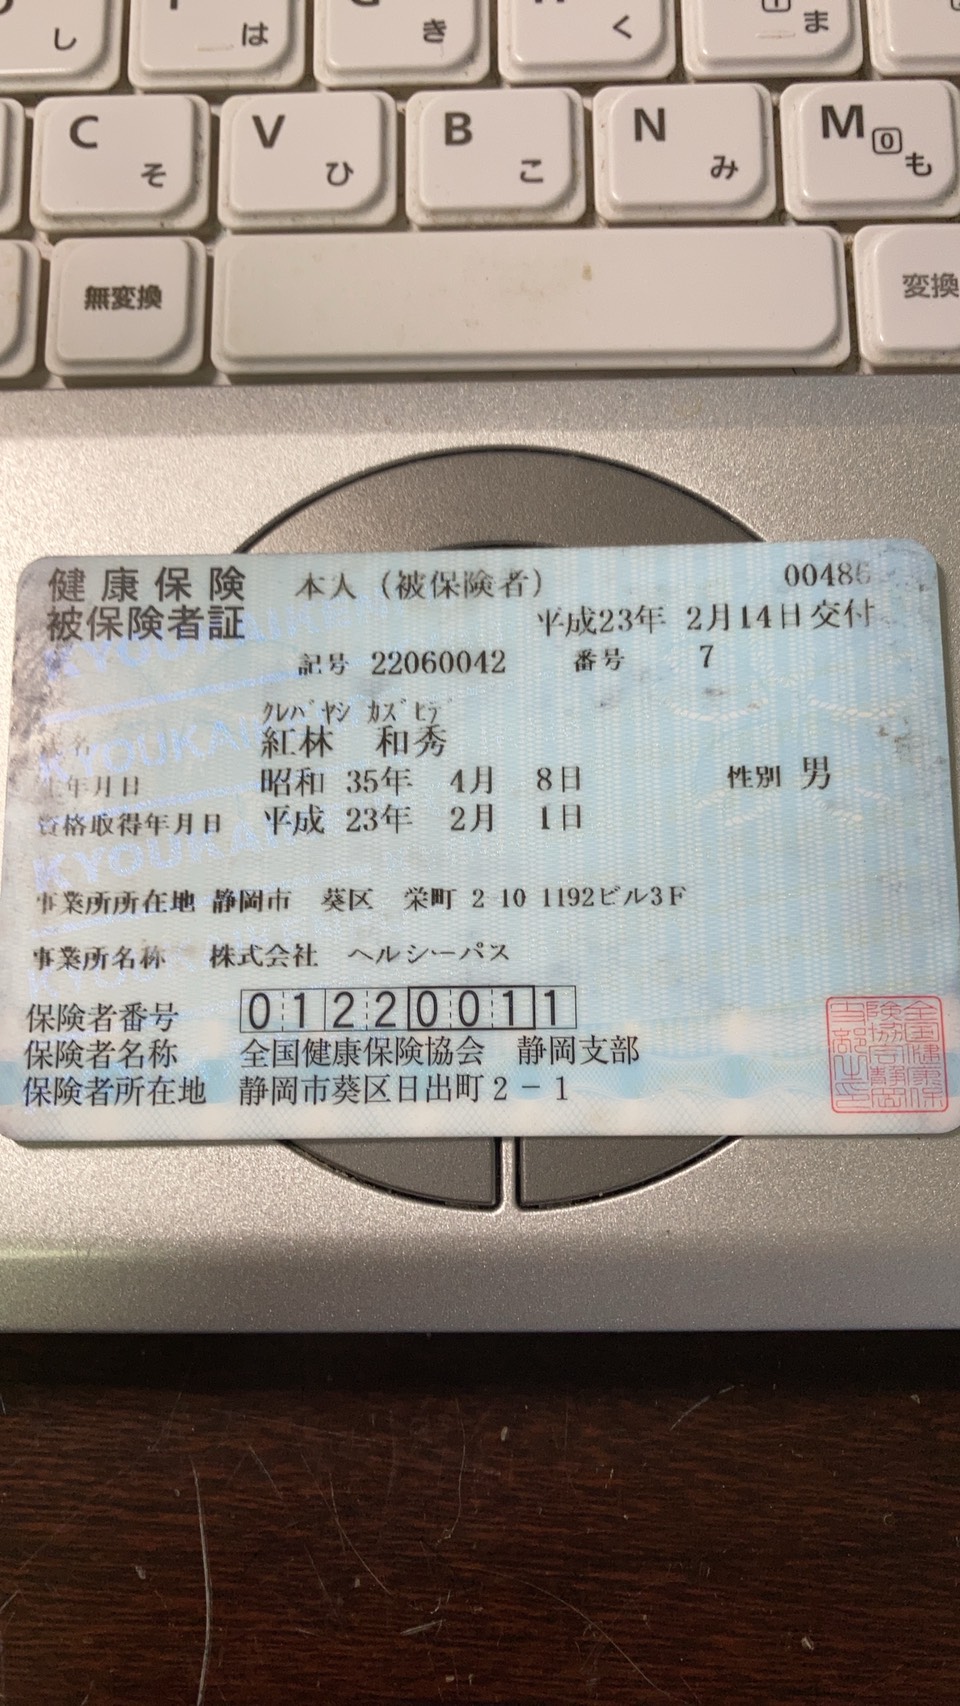 し
は
き
く
ま
C そ
V ひ
B こ
N み
M 0 も
無変換
変換
健康保険 本人（被保険者） 00486
被保険者証 平成23年 2月14日交付
記号 22060042 番号 7
クレバヤシ カズヒデ
氏名 紅林 和秀
生年月日 昭和 35年 4月 8日 性別 男
資格取得年月日 平成 23年 2月 1日
事業所所在地 静岡市 葵区 栄町 2 10 1192ビル3F
事業所名称 株式会社 ヘルシーパス
保険者番号 01220011
保険者名称 全国健康保険協会 静岡支部
保険者所在地 静岡市葵区日出町2－1